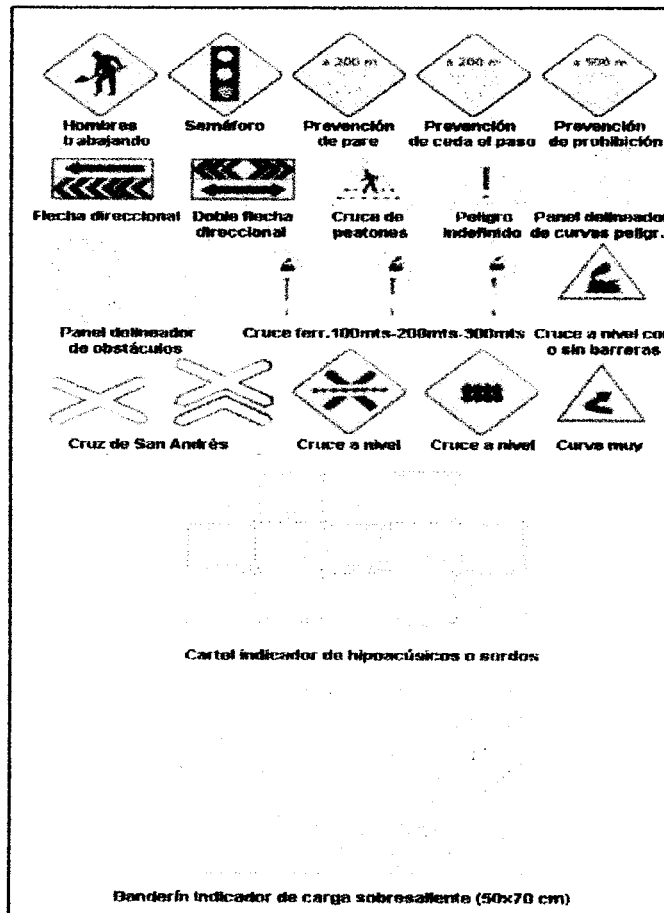 a 200 m
a 200 m
a 500 m
Hombres
trabajando
Semáforo
Prevención
de pare
Prevención
de ceda el paso
Prevención
de prohibición
Flecha direccional
Doble flecha
direccional
Cruce de
peatones
Peligro
indefinido
Panel delineador
de curvas peligr.
Panel delineador
de obstáculos
Cruce ferr.100mts-200mts-300mts
Cruce a nivel con
o sin barreras
Cruz de San Andrés
Cruce a nivel
Cruce a nivel
Curva muy
Cartel indicador de hipoacúsicos o sordos
Banderín indicador de carga sobresaliente (50x70 cm)